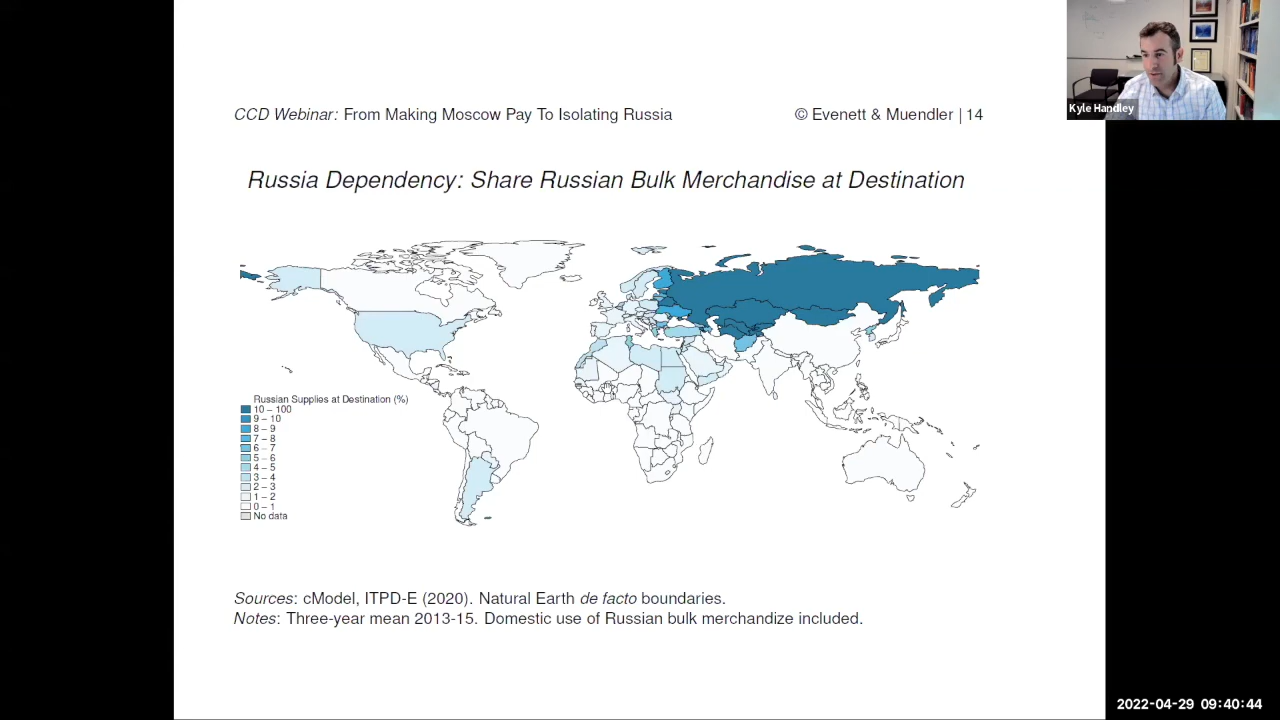 CCD Webinar: From Making Moscow Pay To Isolating Russia
© Evenett & Muendler | 14
Kyle Handley
Russia Dependency: Share Russian Bulk Merchandise at Destination
Russian Supplies at Destination (%)
10 – 100
9 – 10
8 – 9
7 – 8
6 – 7
5 – 6
4 – 5
3 – 4
2 – 3
1 – 2
0 – 1
No data
Sources: cModel, ITPD-E (2020). Natural Earth de facto boundaries.
Notes: Three-year mean 2013-15. Domestic use of Russian bulk merchandize included.
2022-04-29 09:40:44